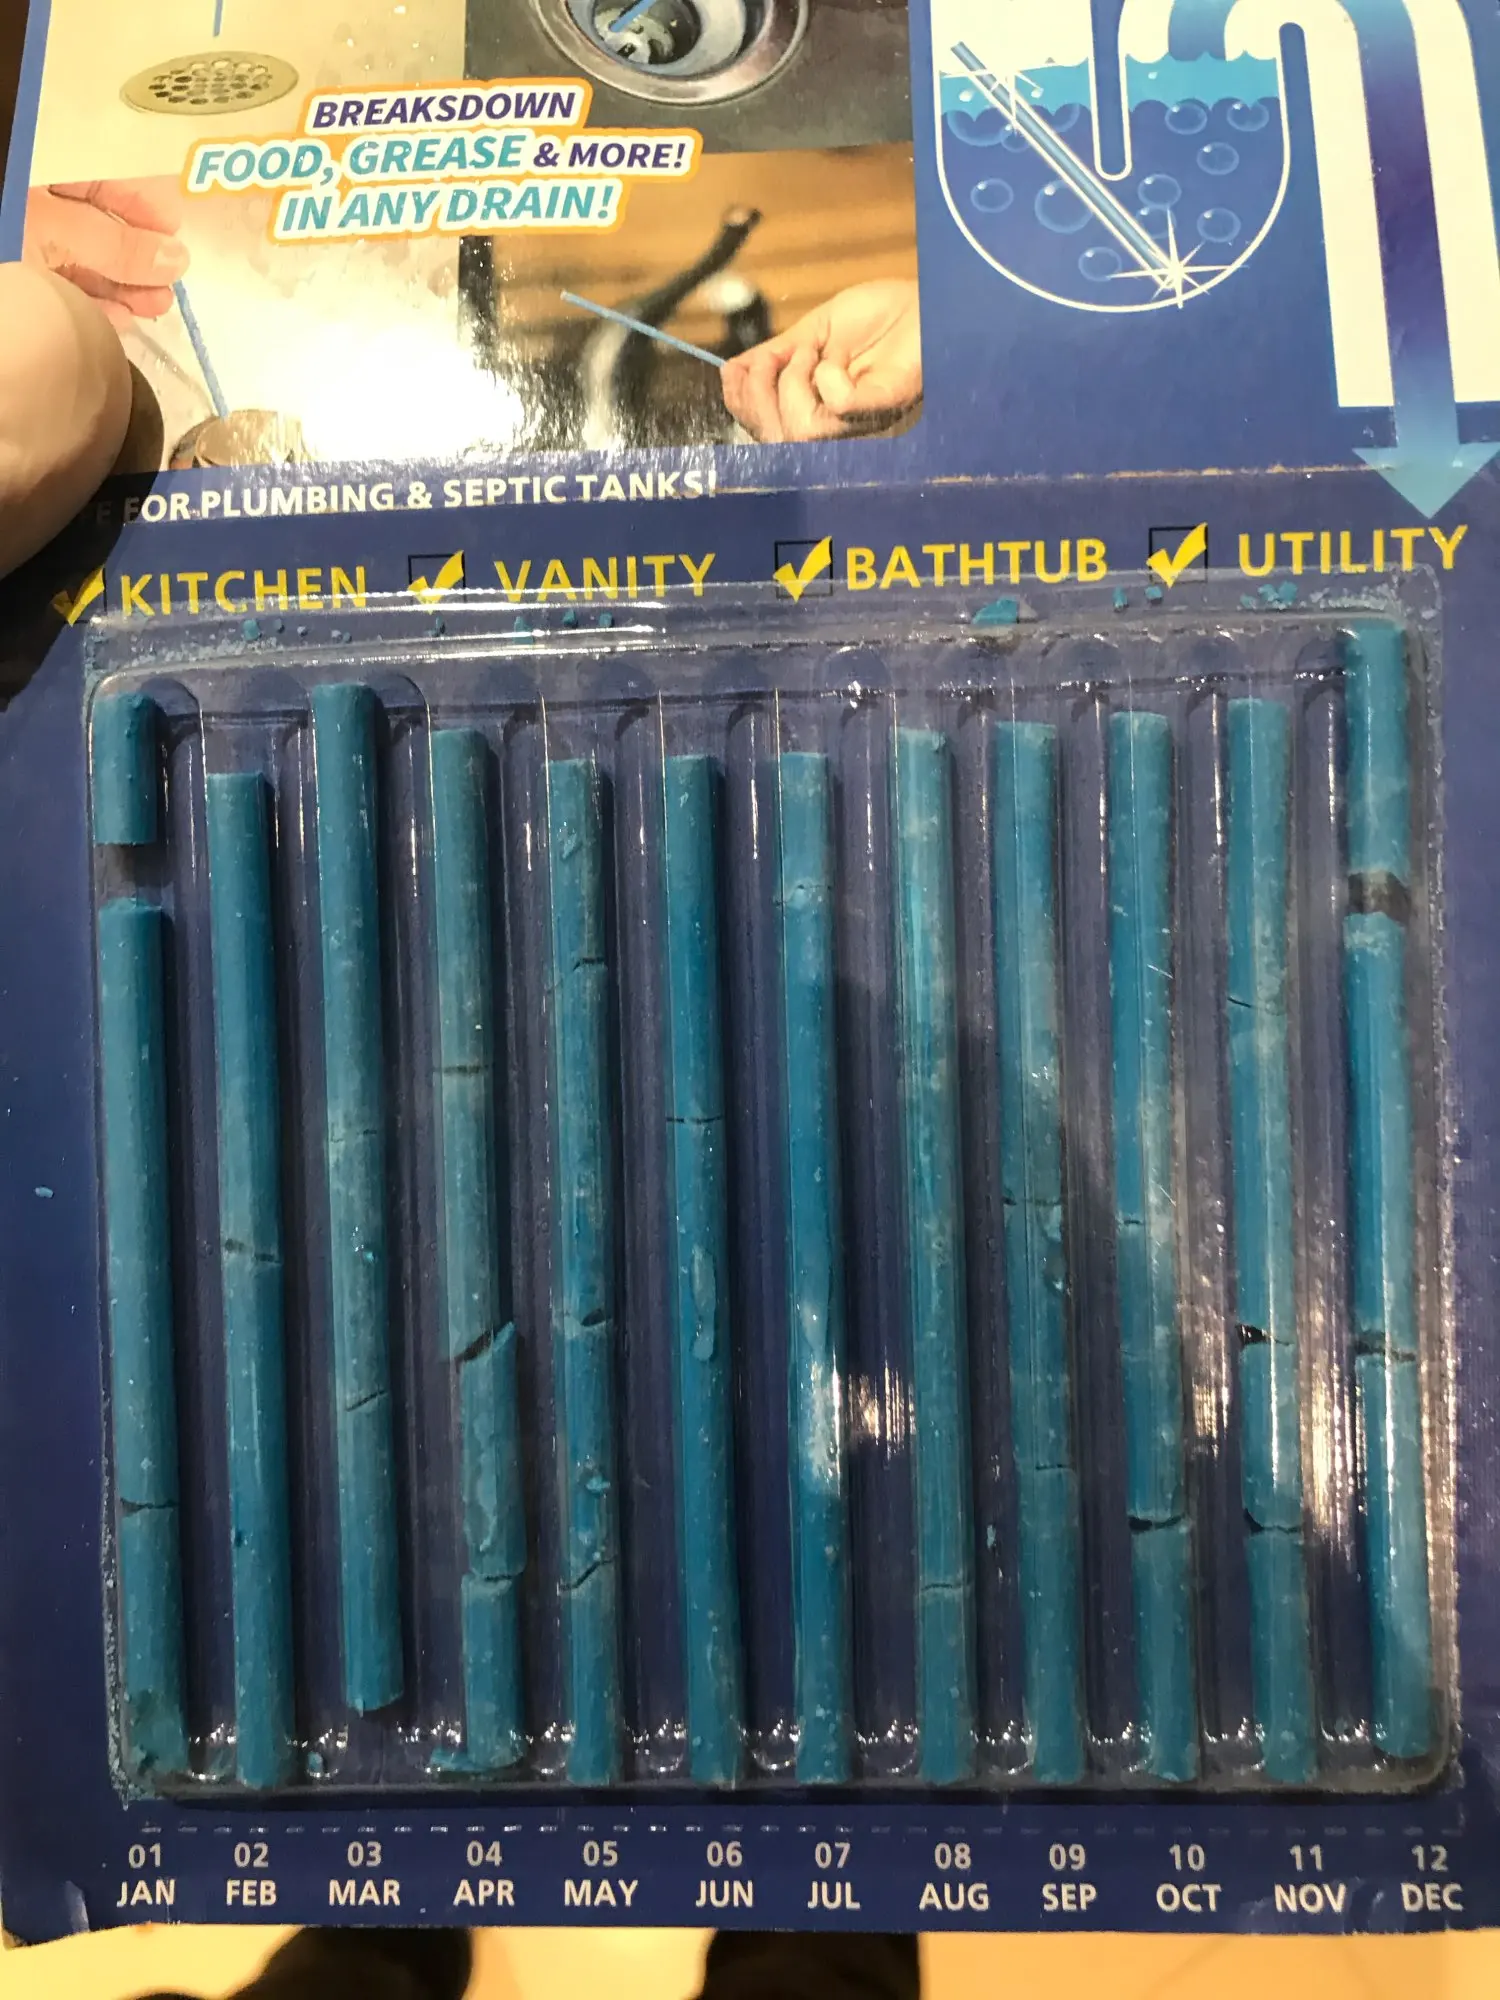 BREAKSDOWN
FOOD, GREASE & MORE!
IN ANY DRAIN!
FOR PLUMBING & SEPTIC TANKS!
KITCHEN VANITY BATHTUB UTILITY
01 02 03 04 05 06 07 08 09 10 11 12
JAN FEB MAR APR MAY JUN JUL AUG SEP OCT NOV DEC